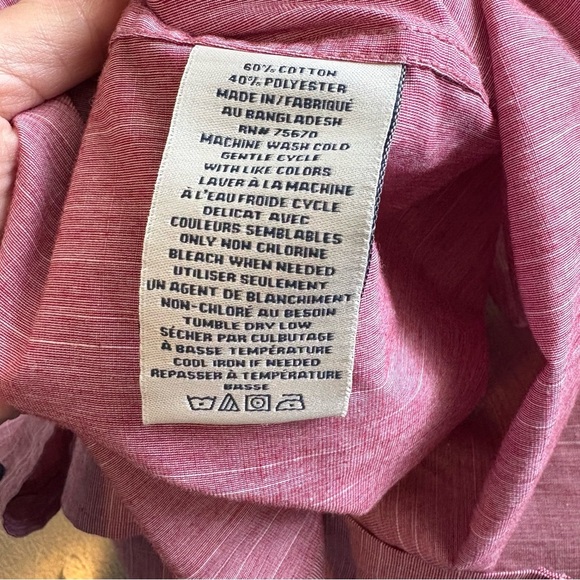 60% COTTON
40% POLYESTER
MADE IN/FABRIQUÉ
AU BANGLADESH
RN# 75670
MACHINE WASH COLD
GENTLE CYCLE
WITH LIKE COLORS
LAVER À LA MACHINE
À L'EAU FROIDE CYCLE
DELICAT AVEC
COULEURS SEMBLABLES
ONLY NON CHLORINE
BLEACH WHEN NEEDED
UTILISER SEULEMENT
UN AGENT DE BLANCHIMENT
NON-CHLORÉ AU BESOIN
TUMBLE DRY LOW
SÉCHER PAR CULBUTAGE
À BASSE TEMPÉRATURE
COOL IRON IF NEEDED
REPASSER À TEMPÉRATURE
BASSE